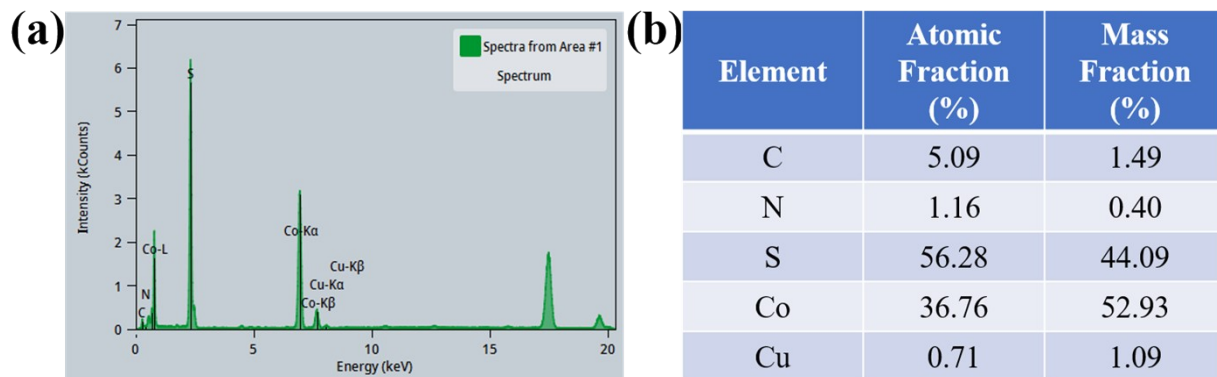 (a)
7
6
5
4
3
2
1
0
Intensity (kCounts)
Spectra from Area #1
Spectrum
S
Co-L
N
C
Co-Kα
Cu-Kβ
Cu-Kα
Co-Kβ
0 5 10 15 20
Energy (keV)
(b)
Element Atomic Fraction (%) Mass Fraction (%)
C 5.09 1.49
N 1.16 0.40
S 56.28 44.09
Co 36.76 52.93
Cu 0.71 1.09